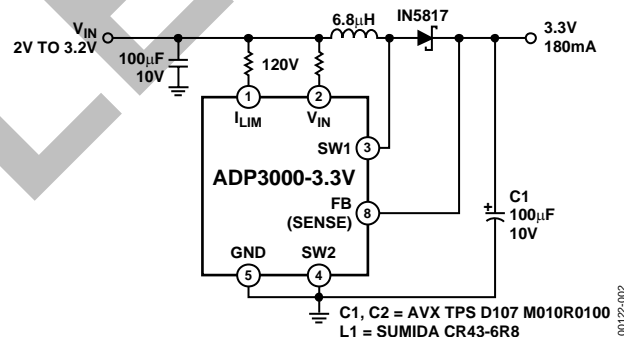 6.8µH
IN5817
VIN
2V TO 3.2V
3.3V
180mA
100µF
10V
120V
1
2
ILIM
VIN
SW1
3
ADP3000-3.3V
FB
(SENSE)
8
C1
+
100µF
10V
GND
SW2
5
4
C1, C2 = AVX TPS D107 M010R0100
L1 = SUMIDA CR43-6R8
00122-002